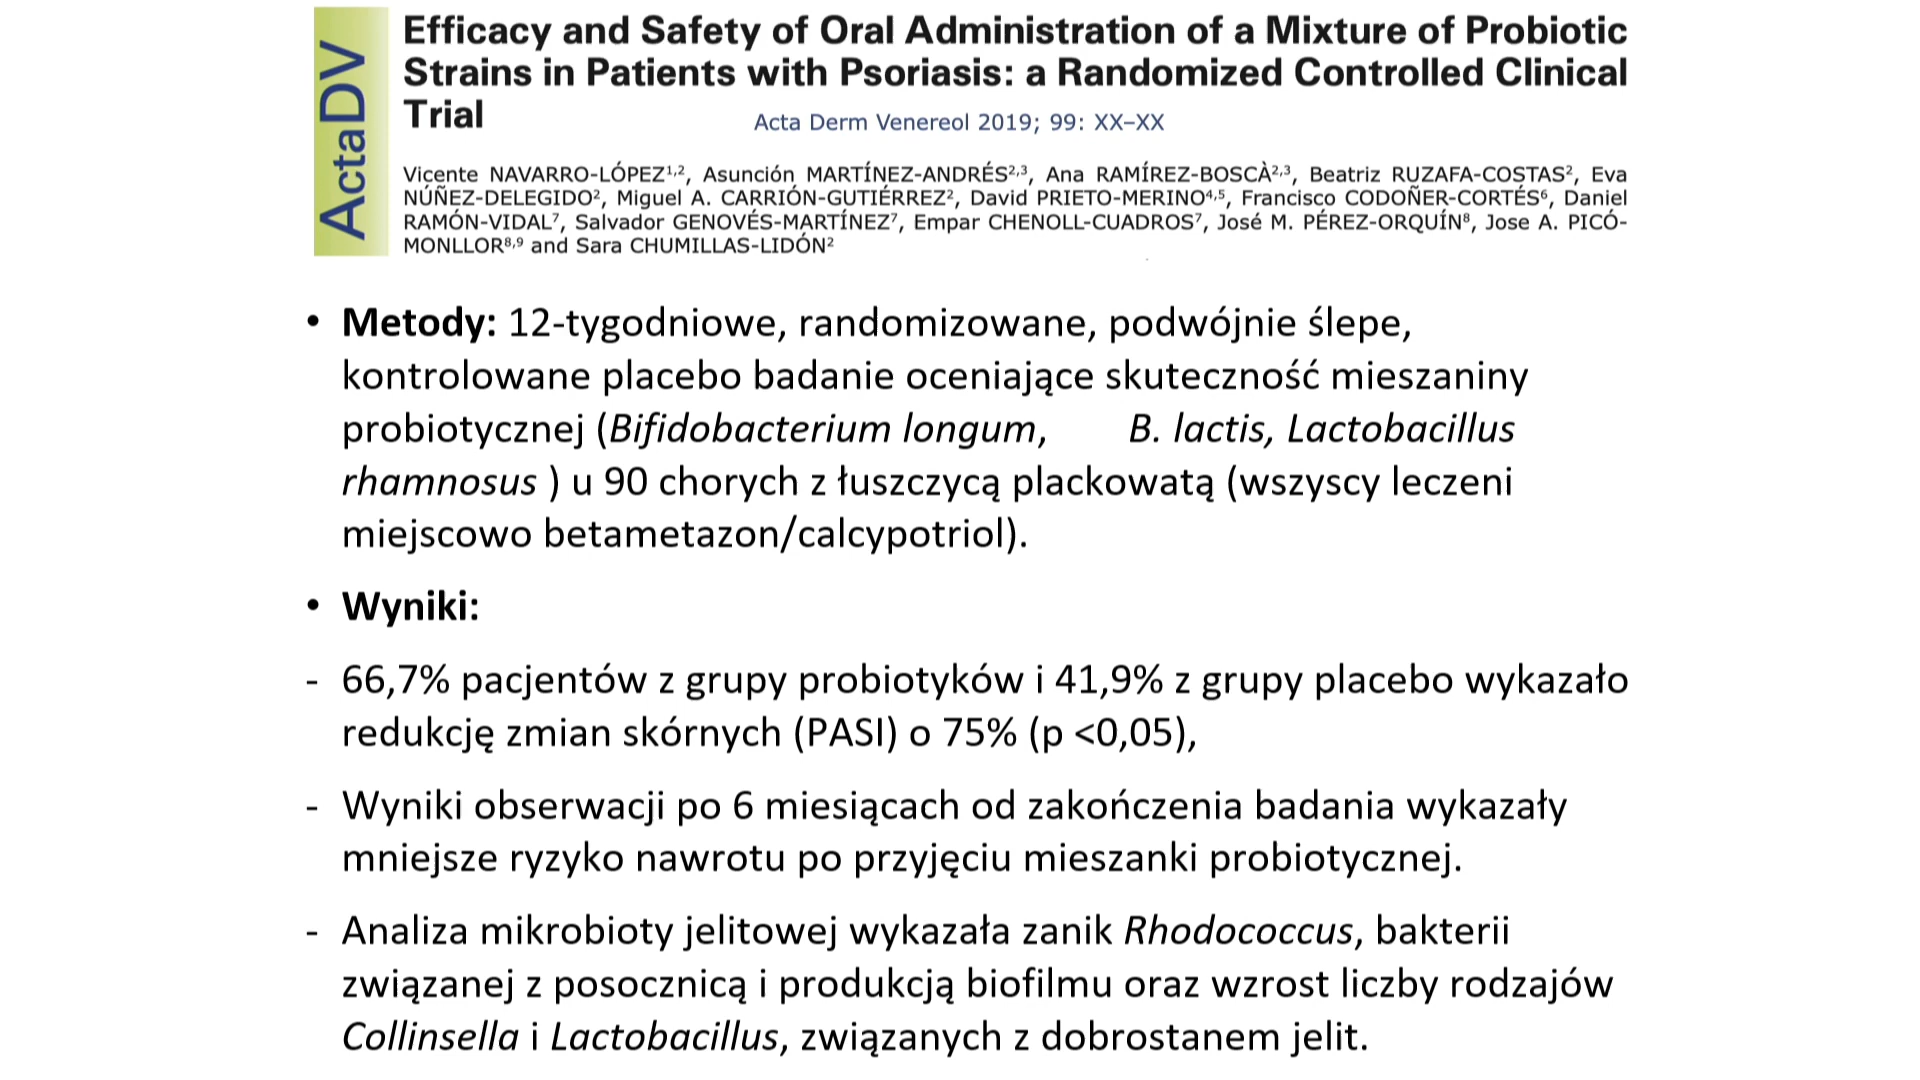 ActaDV
Efficacy and Safety of Oral Administration of a Mixture of Probiotic
Strains in Patients with Psoriasis: a Randomized Controlled Clinical
Trial
Acta Derm Venereol 2019; 99: XX–XX
Vicente NAVARRO-LÓPEZ1,2, Asunción MARTÍNEZ-ANDRÉS2,3, Ana RAMÍREZ-BOSCÀ2,3, Beatriz RUZAFA-COSTAS2, Eva
NÚÑEZ-DELEGIDO2, Miguel A. CARRIÓN-GUTIÉRREZ2, David PRIETO-MERINO4,5, Francisco CODOÑER-CORTÉS6, Daniel
RAMÓN-VIDAL7, Salvador GENOVÉS-MARTÍNEZ7, Empar CHENOLL-CUADROS7, José M. PÉREZ-ORQUÍN8, Jose A. PICÓ-
MONLLOR8,9 and Sara CHUMILLAS-LIDÓN2
• Metody: 12-tygodniowe, randomizowane, podwójnie ślepe,
kontrolowane placebo badanie oceniające skuteczność mieszaniny
probiotycznej (Bifidobacterium longum, B. lactis, Lactobacillus
rhamnosus ) u 90 chorych z łuszczycą plackowatą (wszyscy leczeni
miejscowo betametazon/calcypotriol).
• Wyniki:
- 66,7% pacjentów z grupy probiotyków i 41,9% z grupy placebo wykazało
redukcję zmian skórnych (PASI) o 75% (p <0,05),
- Wyniki obserwacji po 6 miesiącach od zakończenia badania wykazały
mniejsze ryzyko nawrotu po przyjęciu mieszanki probiotycznej.
- Analiza mikrobioty jelitowej wykazała zanik Rhodococcus, bakterii
związanej z posocznicą i produkcją biofilmu oraz wzrost liczby rodzajów
Collinsella i Lactobacillus, związanych z dobrostanem jelit.